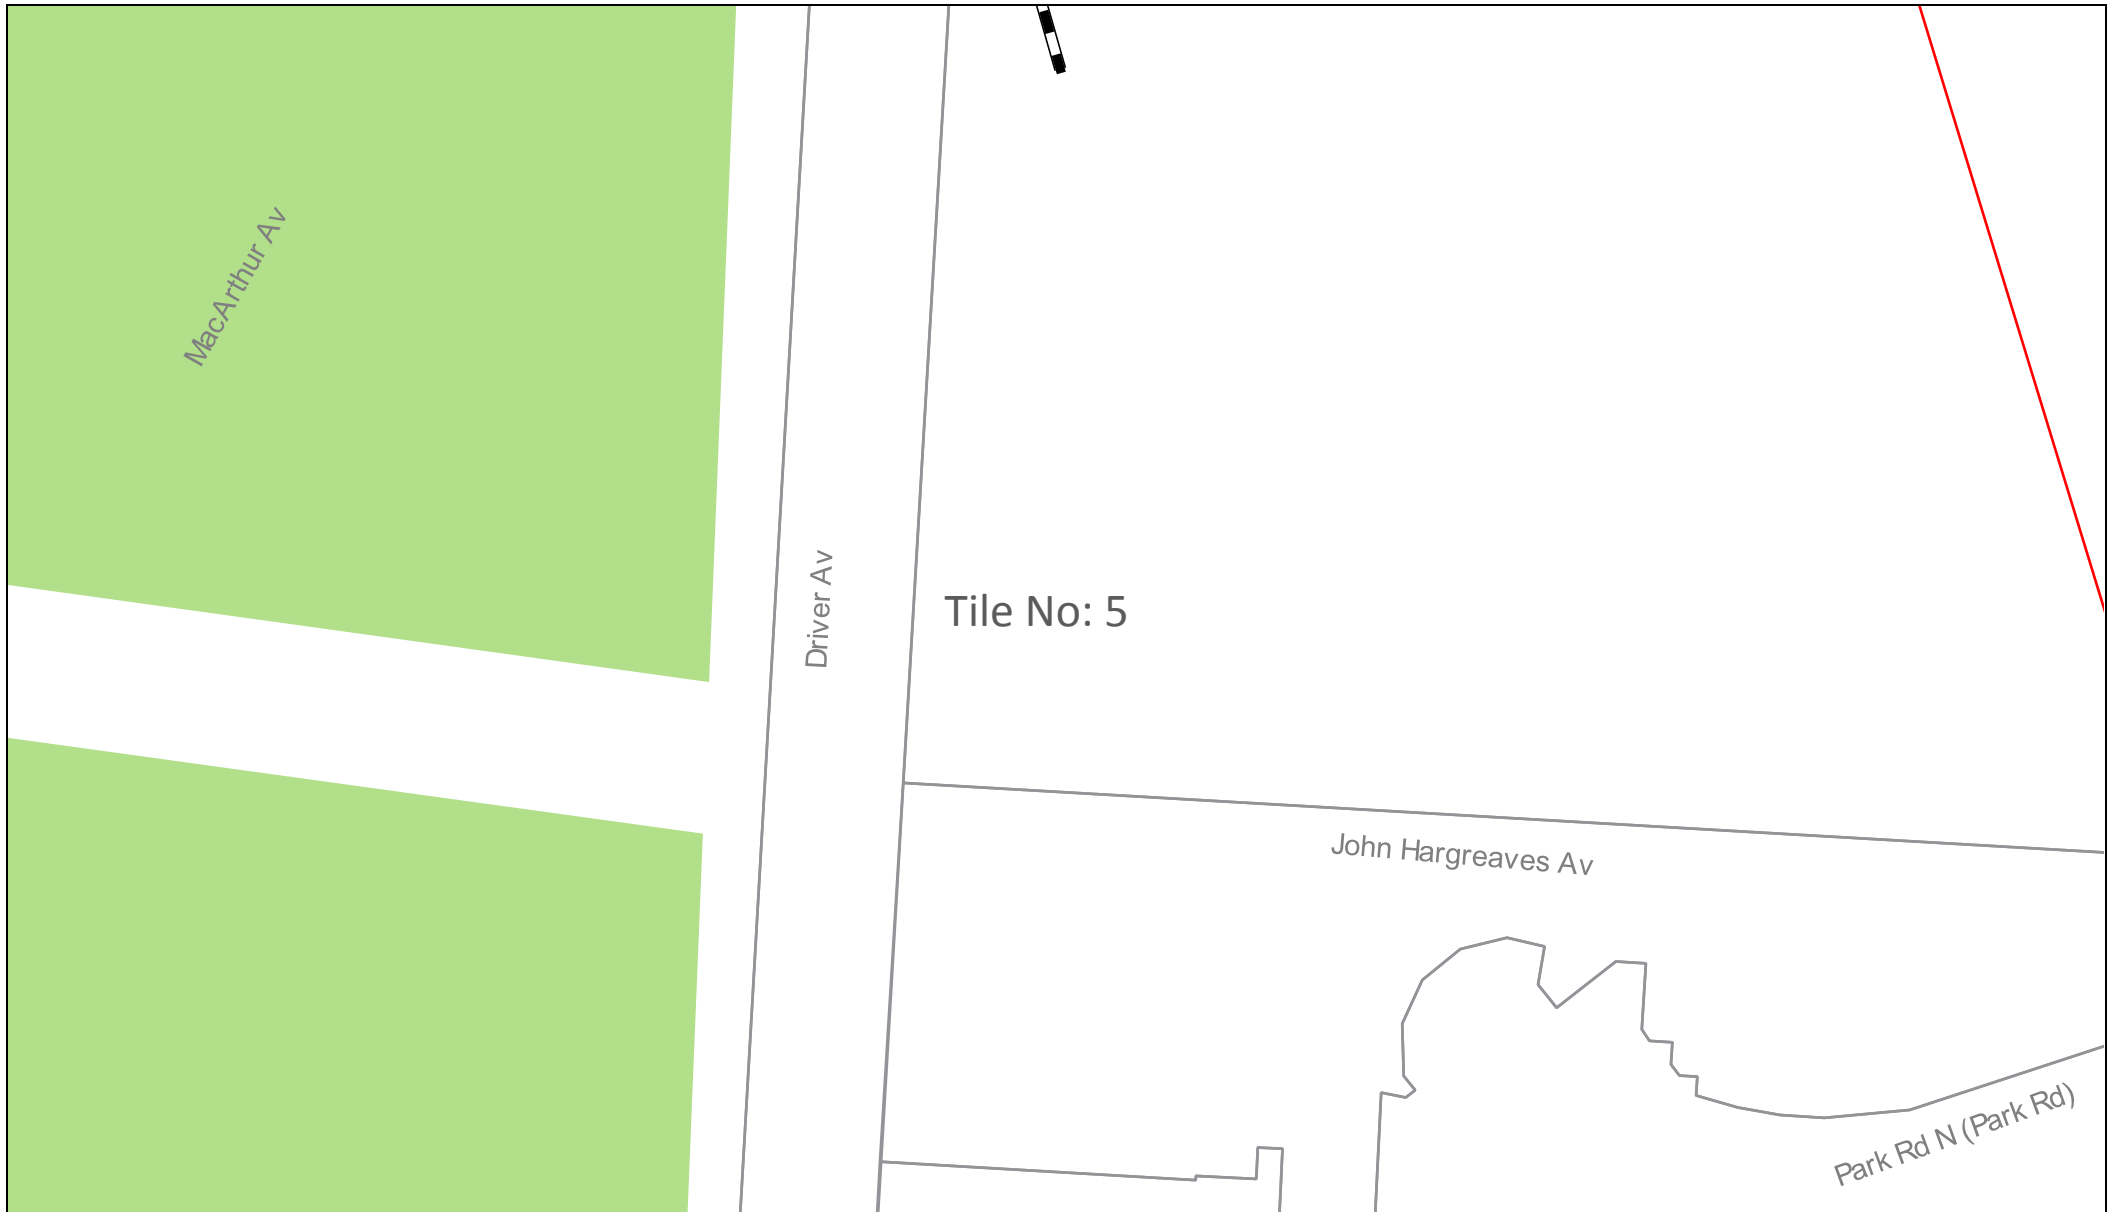 MacArthur Av
Driver Av
Tile No: 5
John Hargreaves Av
Park Rd N (Park Rd)